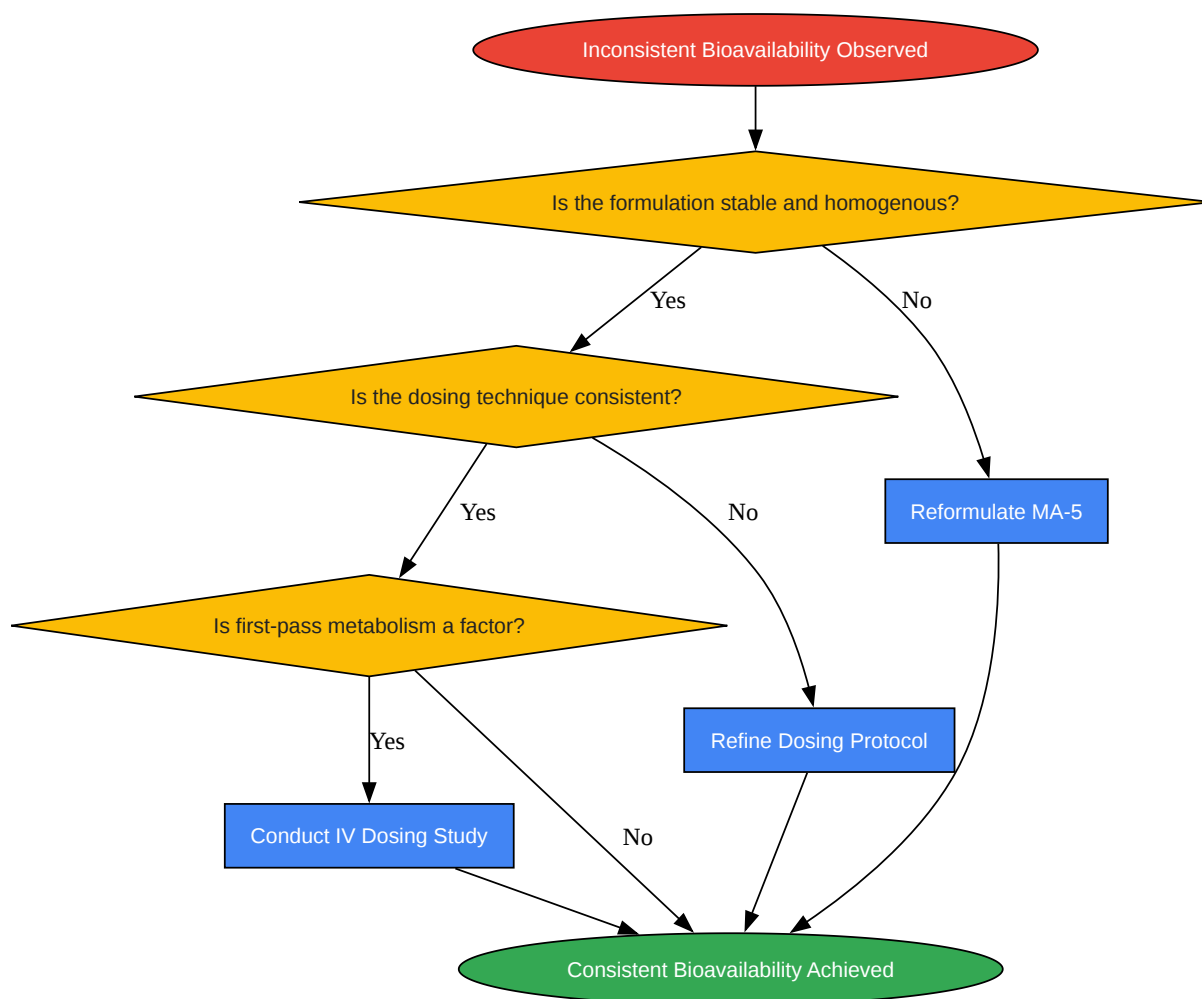 Inconsistent Bioavailability Observed
Is the formulation stable and homogenous?
Yes
No
Is the dosing technique consistent?
Yes
No
Reformulate MA-5
Is first-pass metabolism a factor?
Yes
No
Refine Dosing Protocol
Conduct IV Dosing Study
Consistent Bioavailability Achieved